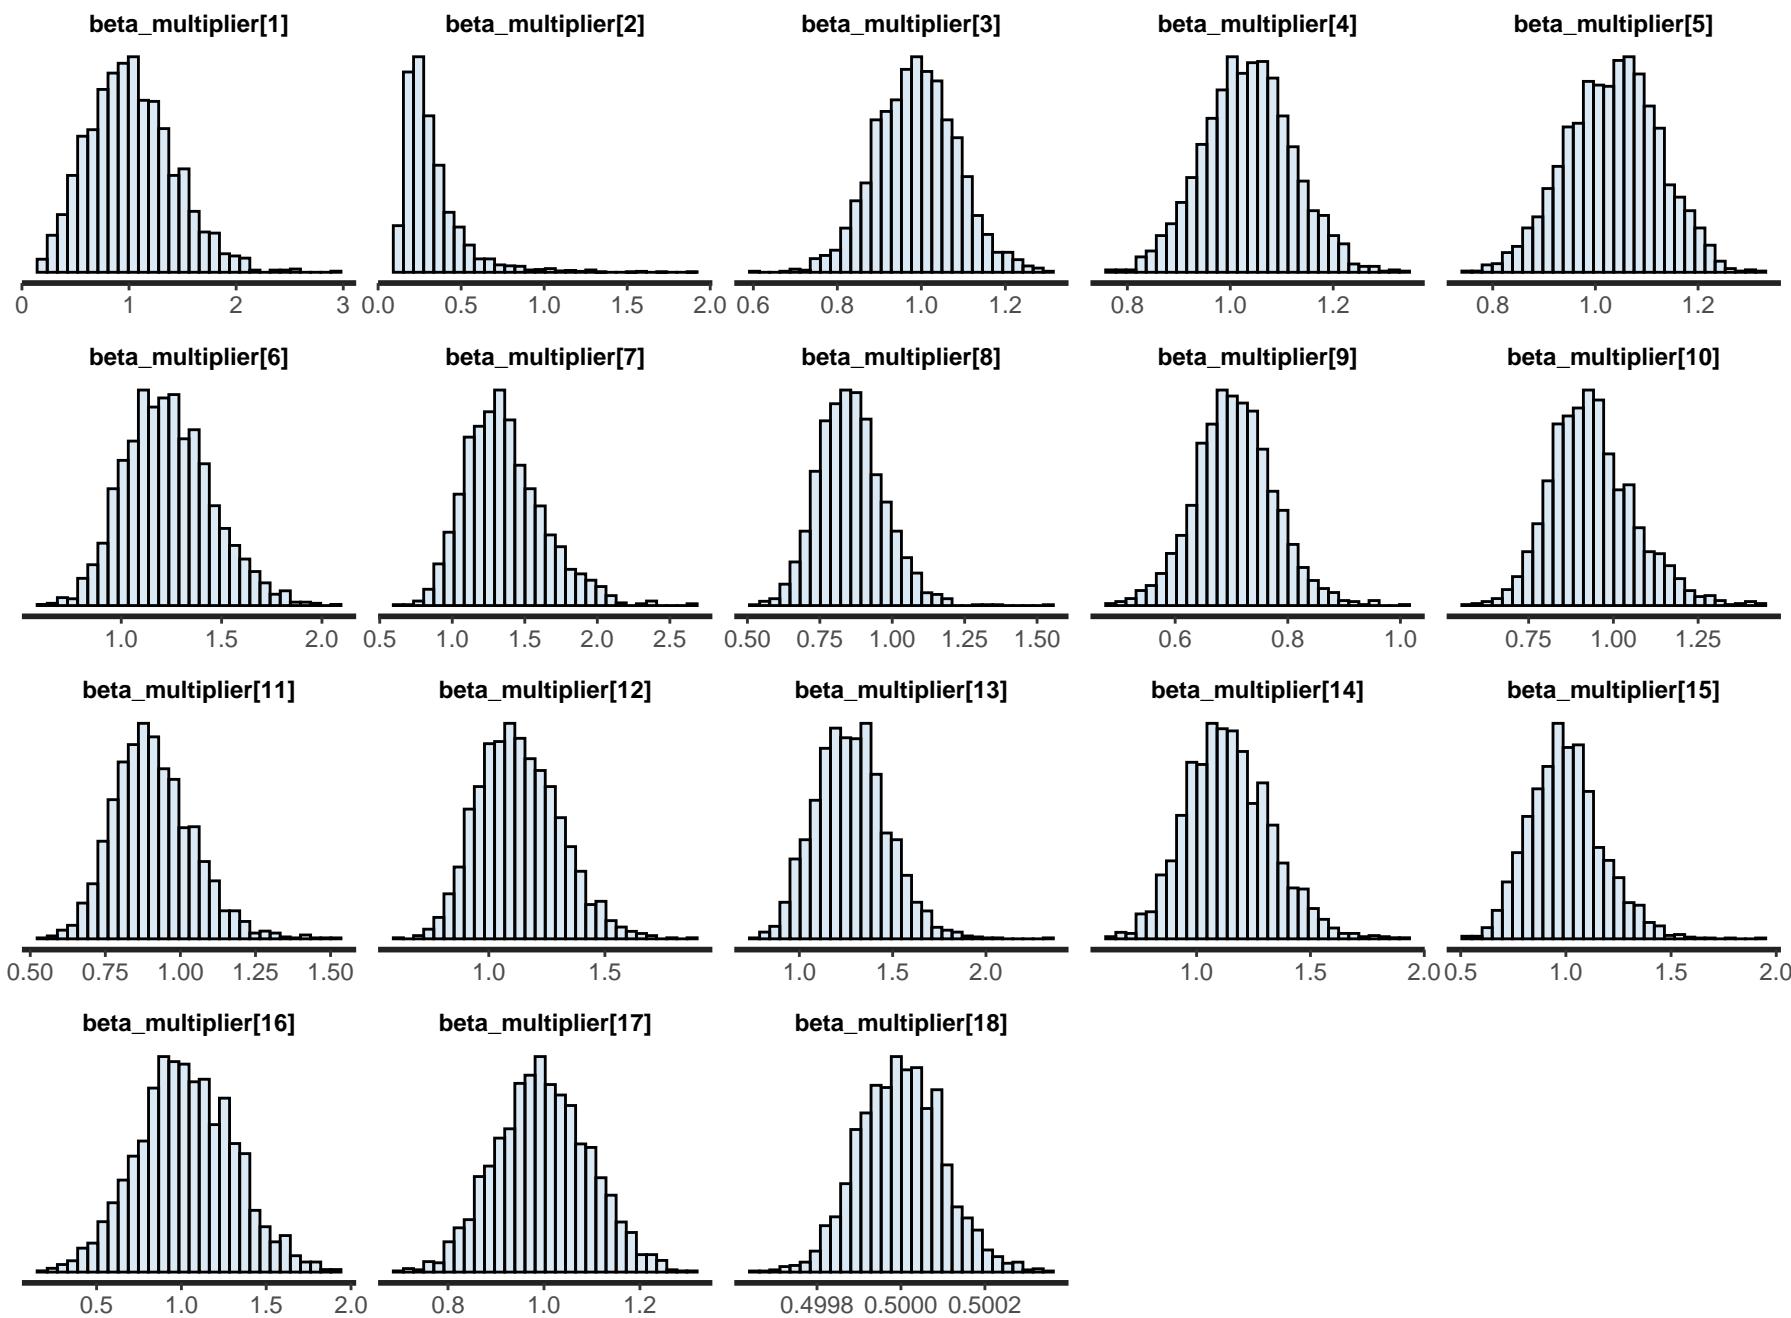 beta_multiplier[1] beta_multiplier[2] beta_multiplier[3] beta_multiplier[4] beta_multiplier[5]
0 1 2 3 0.0 0.5 1.0 1.5 2.0 0.6 0.8 1.0 1.2 0.8 1.0 1.2 0.8 1.0 1.2
beta_multiplier[6] beta_multiplier[7] beta_multiplier[8] beta_multiplier[9] beta_multiplier[10]
1.0 1.5 2.0 0.5 1.0 1.5 2.0 2.5 0.50 0.75 1.00 1.25 1.50 0.6 0.8 1.0 0.75 1.00 1.25
beta_multiplier[11] beta_multiplier[12] beta_multiplier[13] beta_multiplier[14] beta_multiplier[15]
0.50 0.75 1.00 1.25 1.50 1.0 1.5 1.0 1.5 2.0 1.0 1.5 2.0 0.5 1.0 1.5 2.0
beta_multiplier[16] beta_multiplier[17] beta_multiplier[18]
0.5 1.0 1.5 2.0 0.8 1.0 1.2 0.4998 0.5000 0.5002